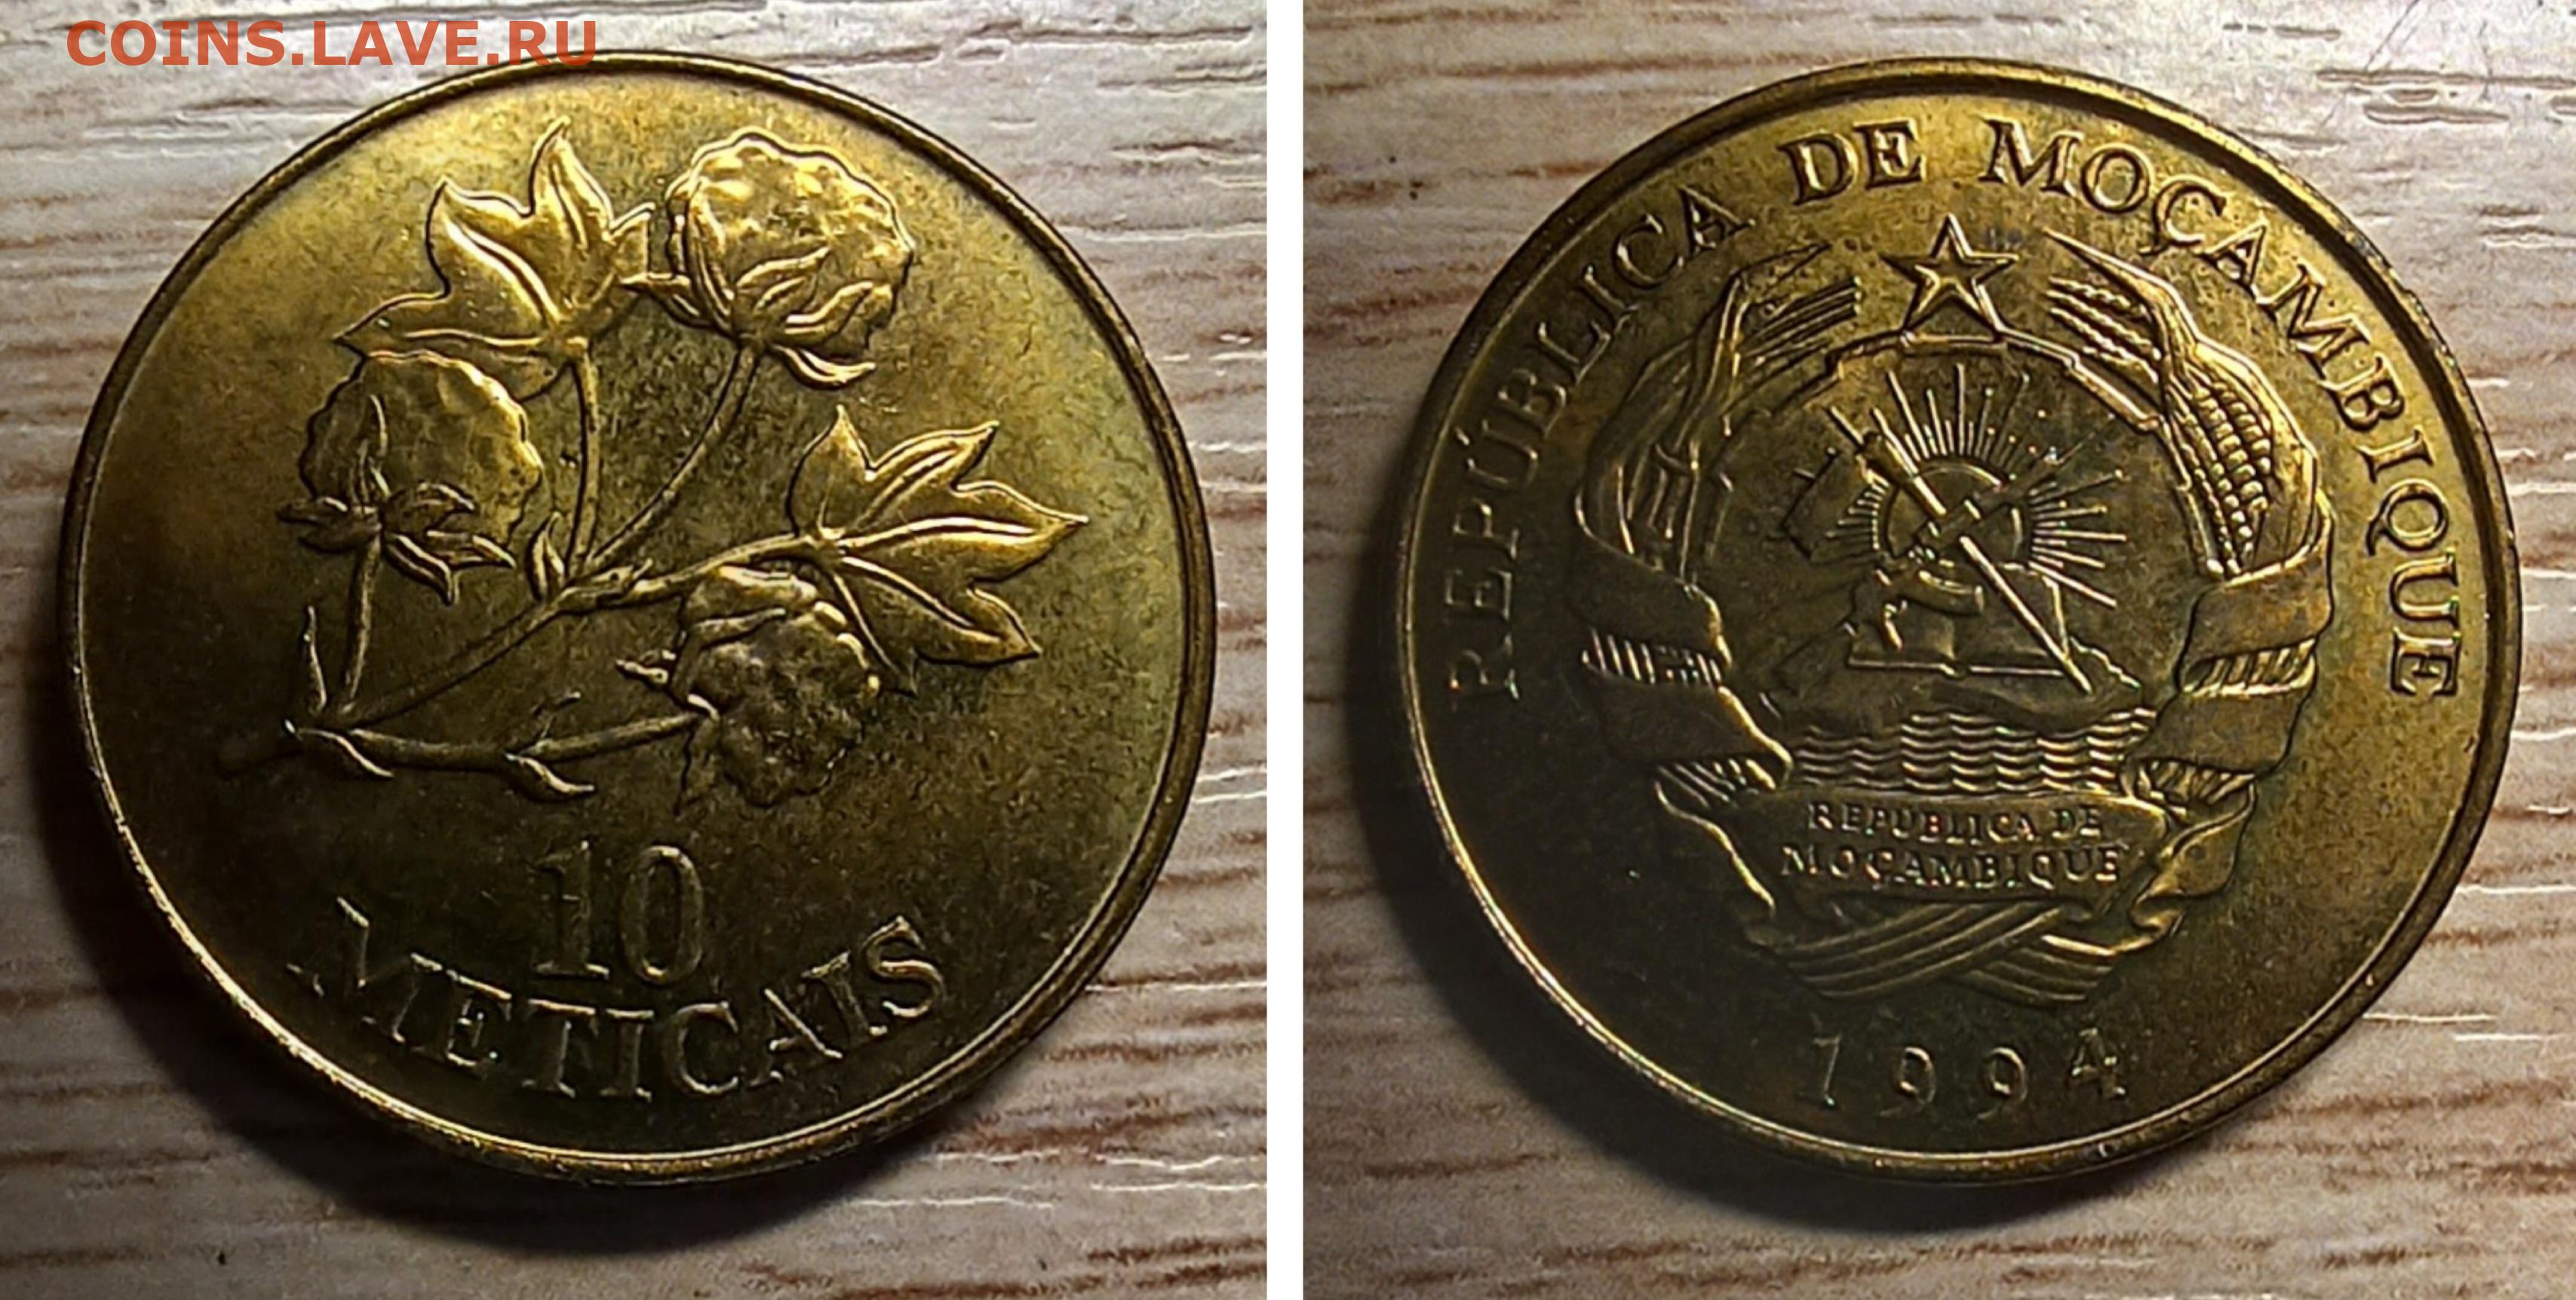 COINS.LAVE.RU
10
METICAIS
REPÚBLICA DE MOÇAMBIQUE
REPUBLICA DE
MOÇAMBIQUE
1994